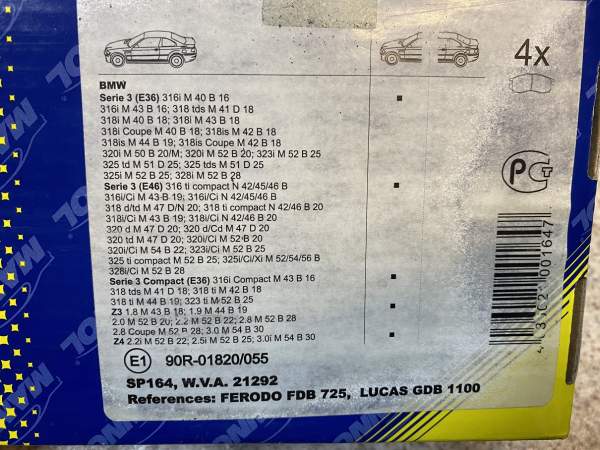 4x
BMW
Serie 3 (E36) 316i M 40 B 16
316i M 43 B 16; 318 tds M 41 D 18
318i M 40 B 18; 318i M 43 B 18
318i Coupe M 40 B 18; 318is M 42 B 18
318is M 44 B 19; 318is Coupe M 42 B 18
320i M 50 B 20/M; 320i M 52 B 20; 323i M 52 B 25
325 td M 51 D 25; 325 tds M 51 D 25
325i M 52 B 25; 328i M 52 B 28
Serie 3 (E46) 316 ti compact N 42/45/46 B
316i/Ci M 43 B 19; 316i/Ci N 42/45/46 B
318 d/td M 47 D/N 20; 318 ti compact N 42/46 B 20
318i/Ci M 43 B 19; 318i/Ci N 42/46 B 20
320 d M 47 D 20; 320 d/Cd M 47 D 20
320 td M 47 D 20; 320i/Ci M 52 B 20
320i/Ci M 54 B 22; 323i/Ci M 52 B 25
325 ti compact M 52 B 25; 325i/Ci/Xi M 52/54/56 B
328i/Ci M 52 B 28
Serie 3 Compact (E36) 316i Compact M 43 B 16
318 tds M 41 D 18; 318 ti M 42 B 18
318 ti M 44 B 19; 323 ti M 52 B 25
Z3 1.8 M 43 B 18; 1.9 M 44 B 19
2.0 M 52 B 20; 2.2 M 52 B 22; 2.8 M 52 B 28
2.8 Coupe M 52 B 28; 3.0 M 54 B 30
Z4 2.2i M 52 B 22; 2.5i M 52 B 25; 3.0i M 54 B 30
E1 90R-01820/055
SP164, W.V.A. 21292
References: FERODO FDB 725, LUCAS GDB 1100